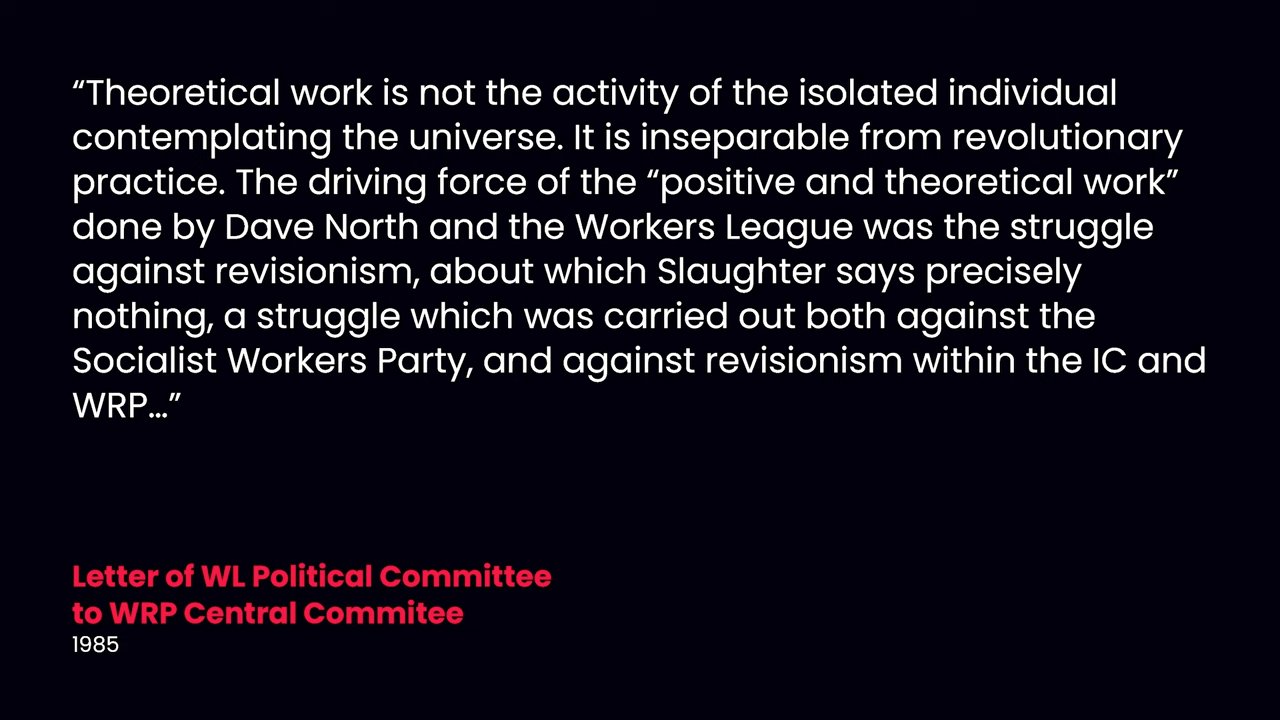 “Theoretical work is not the activity of the isolated individual
contemplating the universe. It is inseparable from revolutionary
practice. The driving force of the “positive and theoretical work”
done by Dave North and the Workers League was the struggle
against revisionism, about which Slaughter says precisely
nothing, a struggle which was carried out both against the
Socialist Workers Party, and against revisionism within the IC and
WRP…”
Letter of WL Political Committee
to WRP Central Commitee
1985